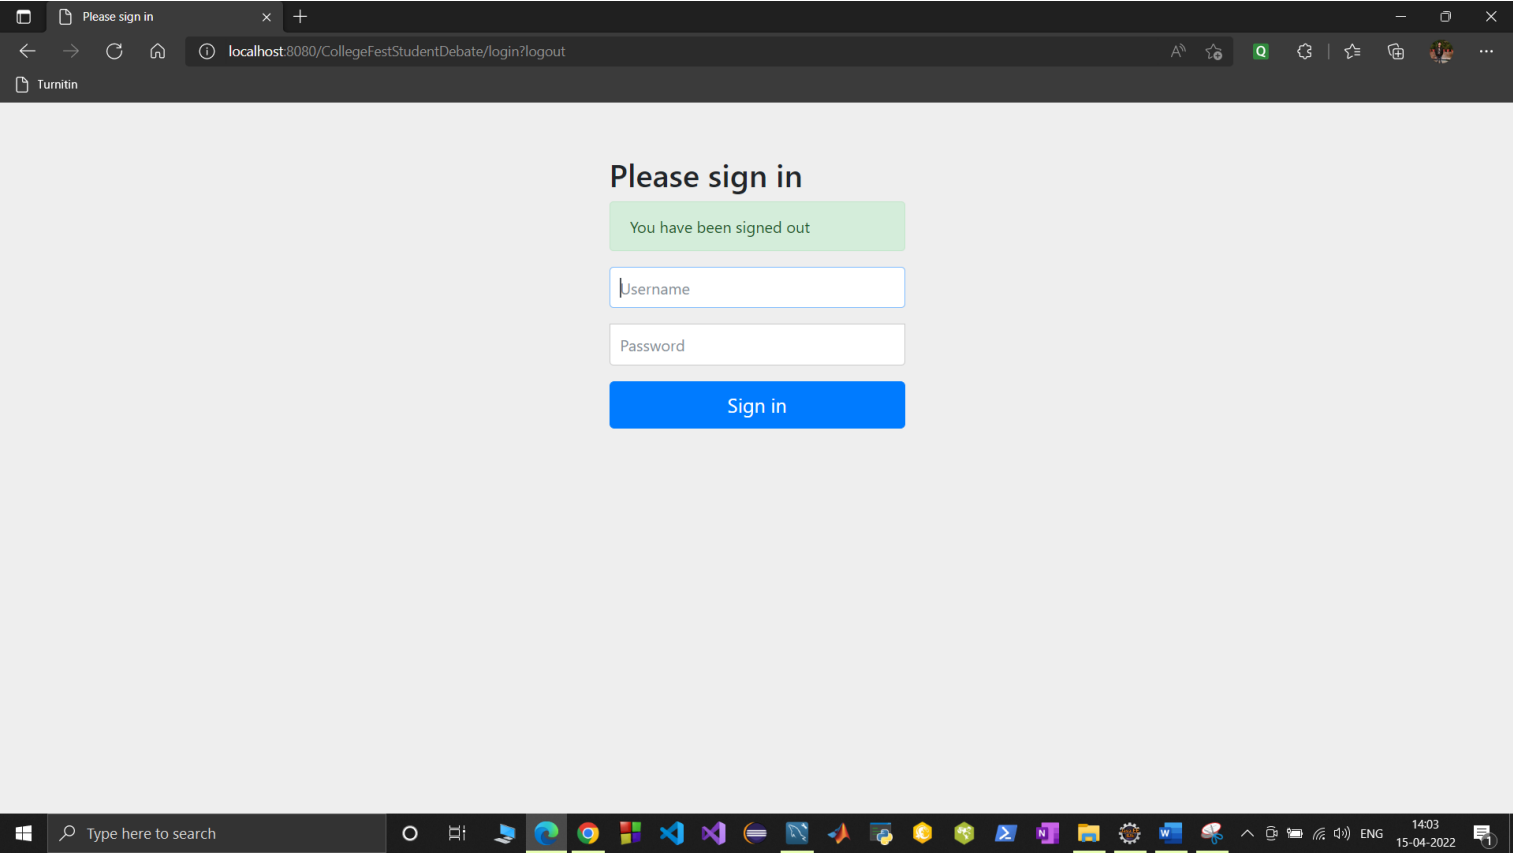 Please sign in
localhost:8080/CollegeFestStudentDebate/login?logout
Turnitin
Please sign in
You have been signed out
Username
Password
Sign in
Type here to search
ENG
14:03
15-04-2022
1